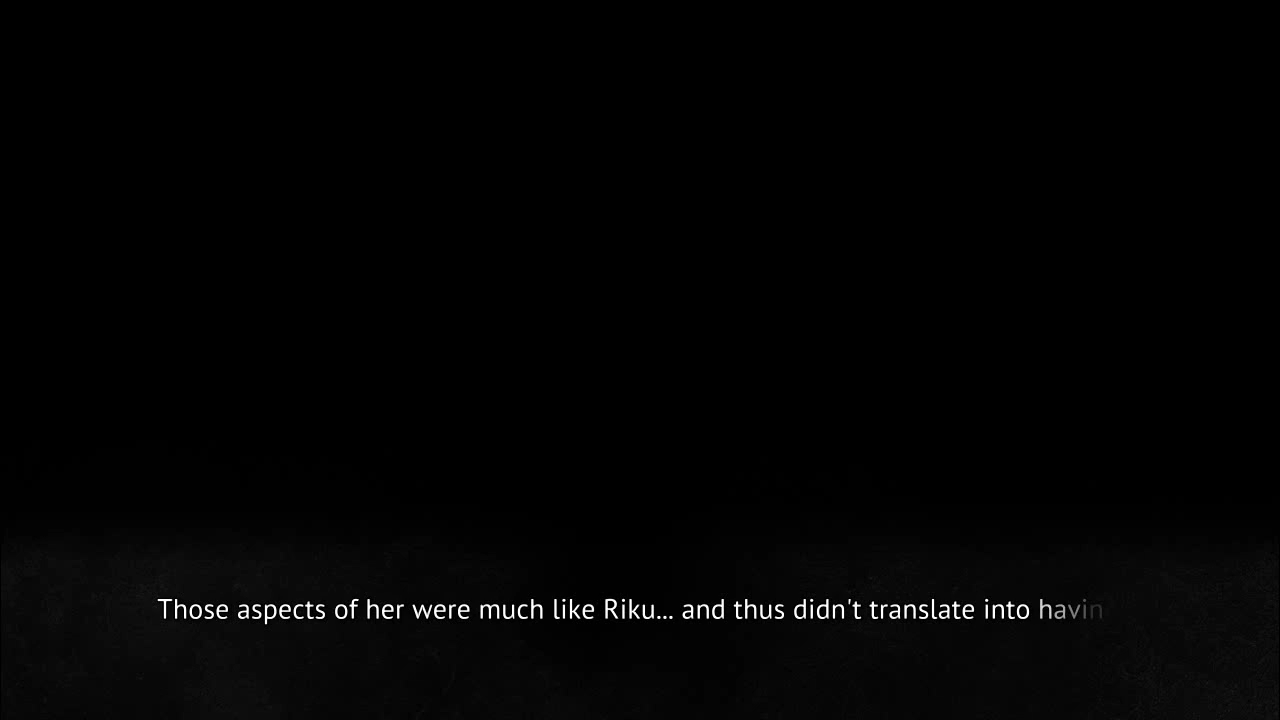 Those aspects of her were much like Riku... and thus didn't translate into havin